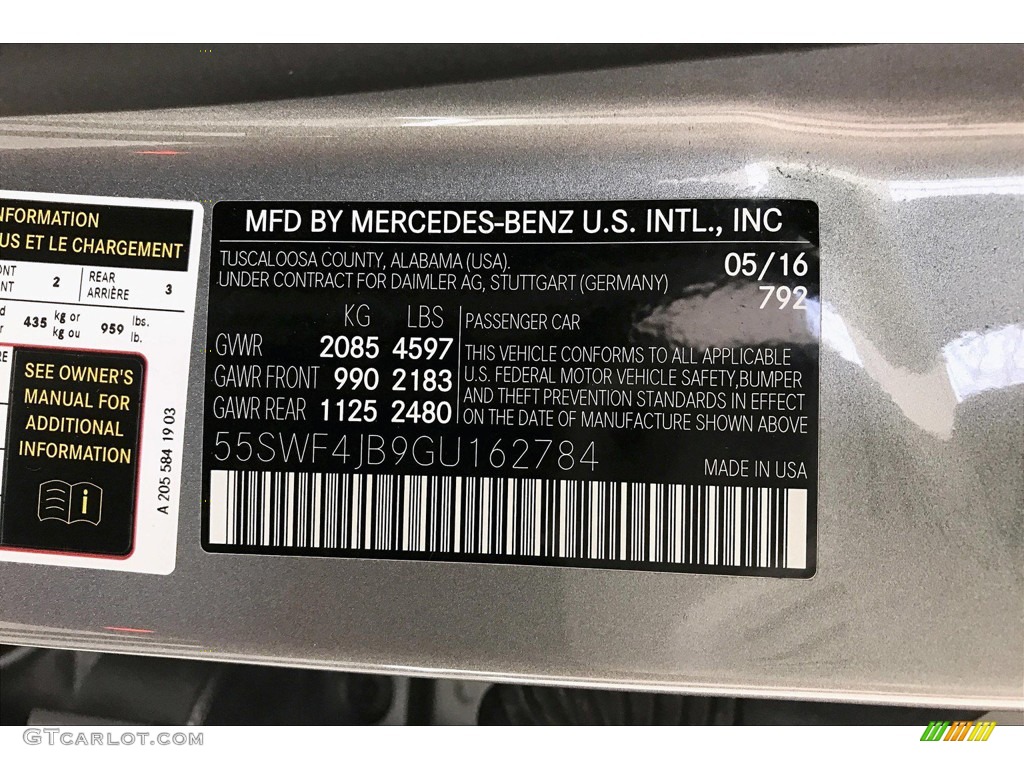 NFORMATION
US ET LE CHARGEMENT
NT 2 REAR ARRIÈRE 3
435 kg or kg ou 959 lbs. lb.
SEE OWNER'S
MANUAL FOR
ADDITIONAL
INFORMATION
i
A 205 584 19 03
MFD BY MERCEDES-BENZ U.S. INTL., INC
TUSCALOOSA COUNTY, ALABAMA (USA). 05/16
UNDER CONTRACT FOR DAIMLER AG, STUTTGART (GERMANY) 792
KG LBS
GVWR 2085 4597
GAWR FRONT 990 2183
GAWR REAR 1125 2480
PASSENGER CAR
THIS VEHICLE CONFORMS TO ALL APPLICABLE
U.S. FEDERAL MOTOR VEHICLE SAFETY,BUMPER
AND THEFT PREVENTION STANDARDS IN EFFECT
ON THE DATE OF MANUFACTURE SHOWN ABOVE
55SWF4JB9GU162784
MADE IN USA
GTCarLot.com